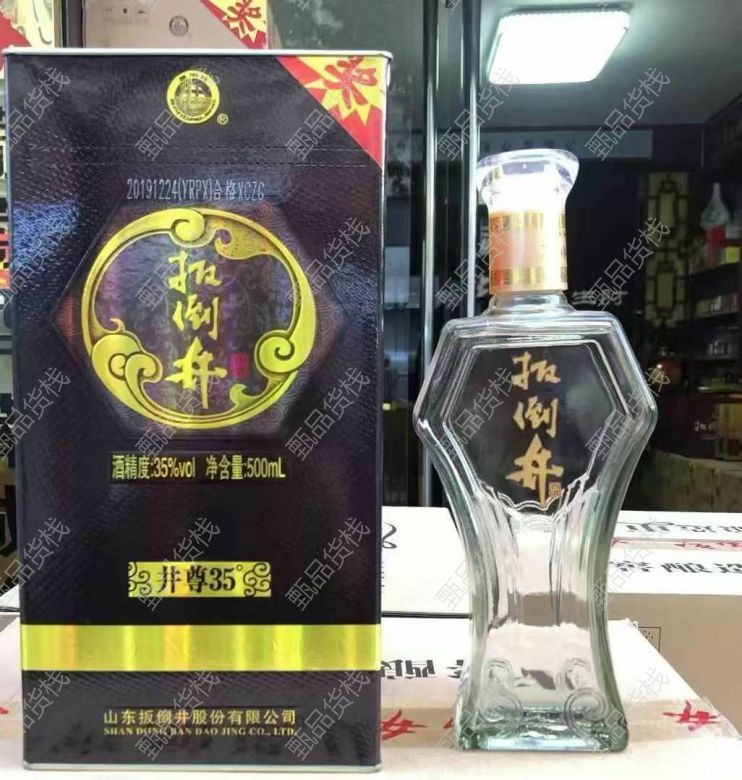 奖
®
20191224(YRPX)合格XCZG
扳倒井
酒精度:35%vol 净含量:500mL
井尊35°
山东扳倒井股份有限公司
SHAN DONG BAN DAO JING CO., LTD.
扳倒井
甄品货栈